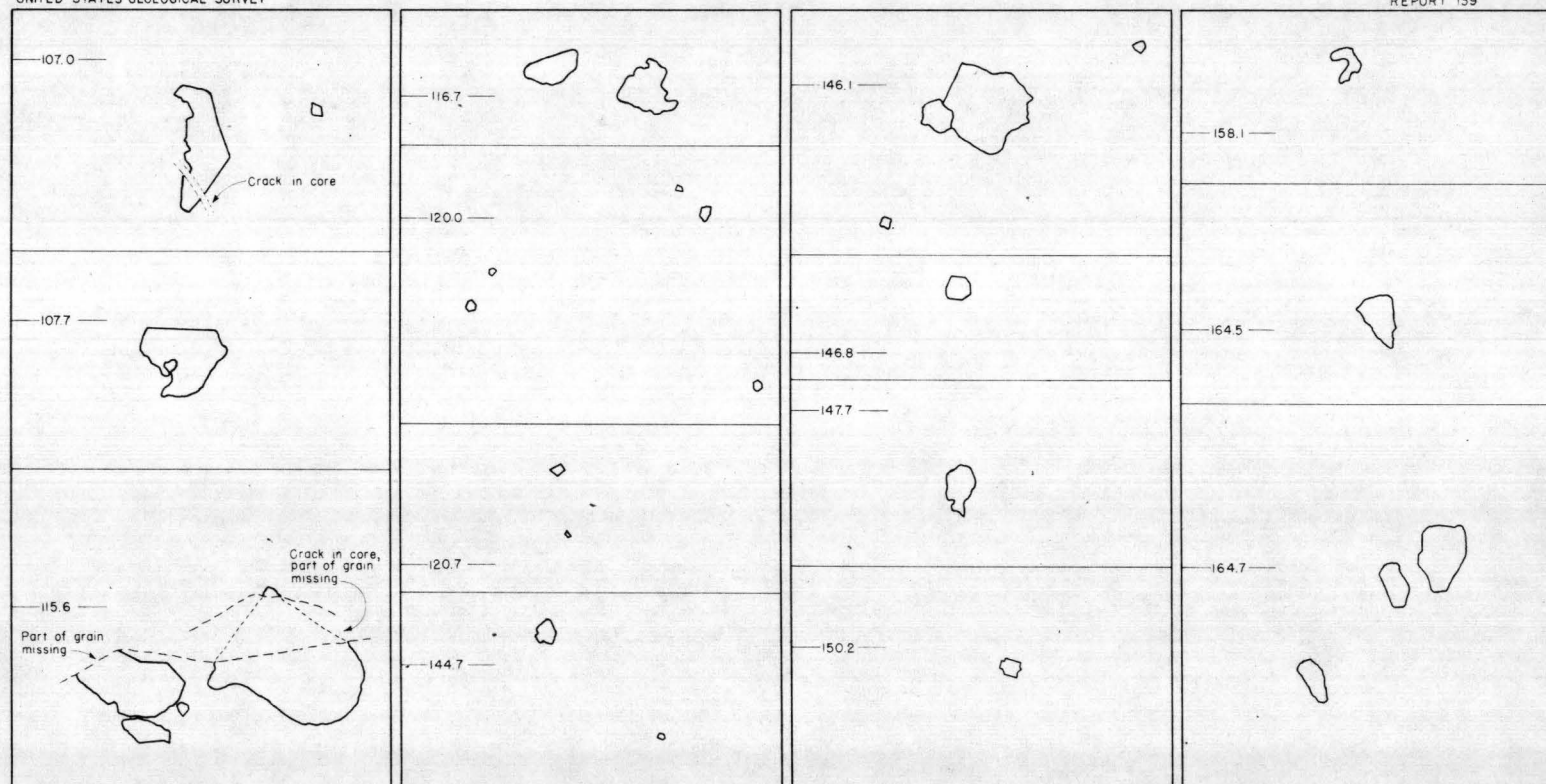 UNITED STATES GEOLOGICAL SURVEY
REPORT 139
107.0
Crack in core
107.7
Crack in core,
part of grain
missing
115.6
Part of grain
missing
116.7
120.0
120.7
144.7
146.1
146.8
147.7
150.2
158.1
164.5
164.7